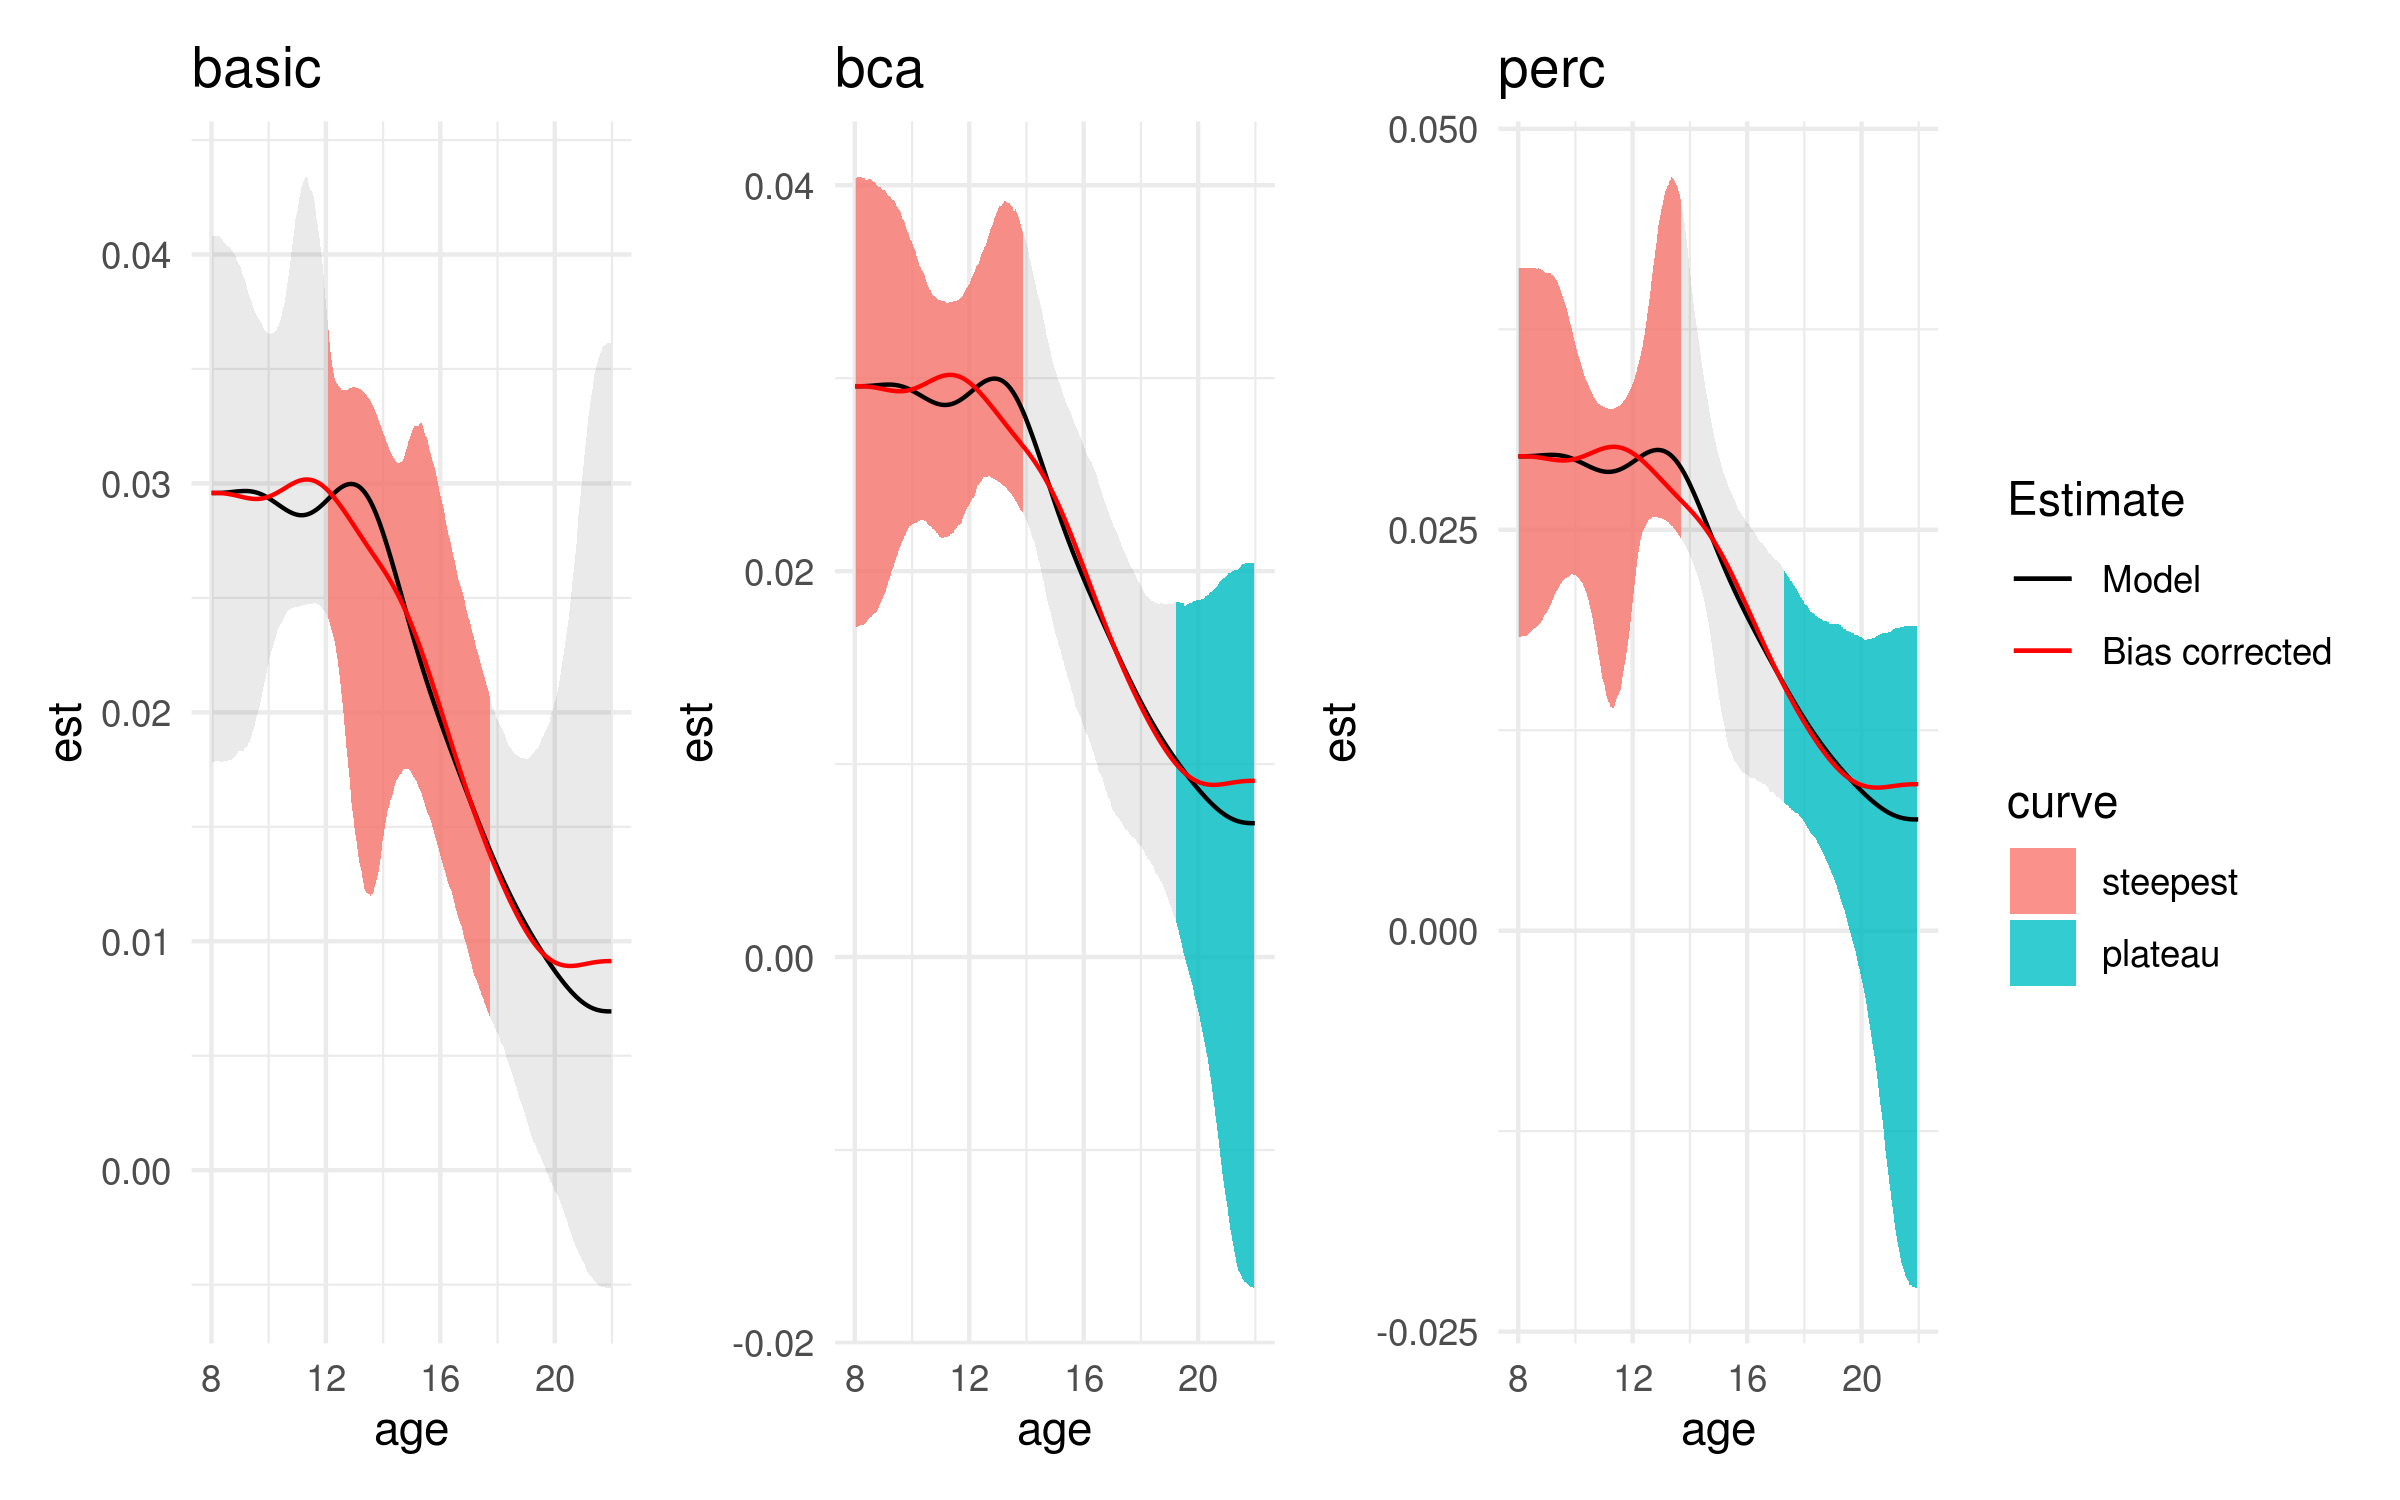 basic
bca
perc
0.04
0.03
0.02
0.01
0.00
est
8 12 16 20
age
0.04
0.02
0.00
-0.02
est
8 12 16 20
age
0.050
0.025
0.000
-0.025
est
8 12 16 20
age
Estimate
Model
Bias corrected
curve
steepest
plateau